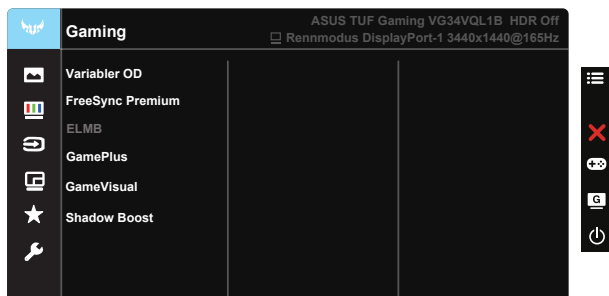 Gaming
ASUS TUF Gaming VG34VQL1B HDR Off
Rennmodus DisplayPort-1 3440x1440@165Hz
Variabler OD
FreeSync Premium
ELMB
GamePlus
GameVisual
Shadow Boost
G